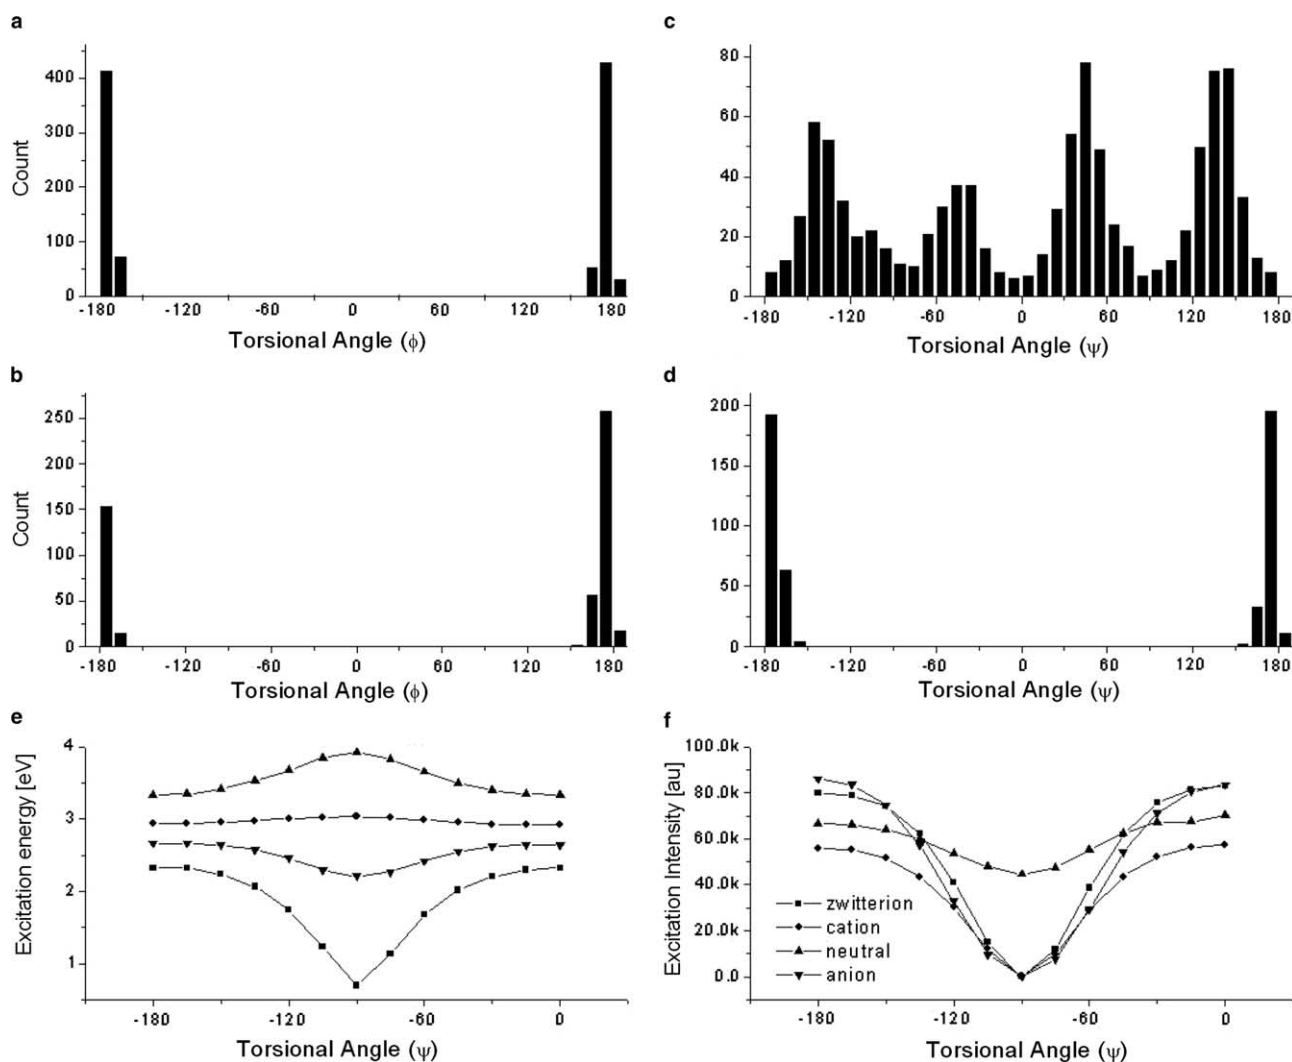 a
400
300
200
100
0
Count
-180 -120 -60 0 60 120 180
Torsional Angle (ϕ)
c
80
60
40
20
0
-180 -120 -60 0 60 120 180
Torsional Angle (ψ)
b
250
200
150
100
50
0
Count
-180 -120 -60 0 60 120 180
Torsional Angle (ϕ)
d
200
150
100
50
0
-180 -120 -60 0 60 120 180
Torsional Angle (ψ)
e
4
3
2
1
Excitation energy [eV]
-180 -120 -60 0
Torsional Angle (ψ)
f
100.0k
80.0k
60.0k
40.0k
20.0k
0.0
Excitation Intensity [au]
zwitterion
cation
neutral
anion
-180 -120 -60 0
Torsional Angle (ψ)